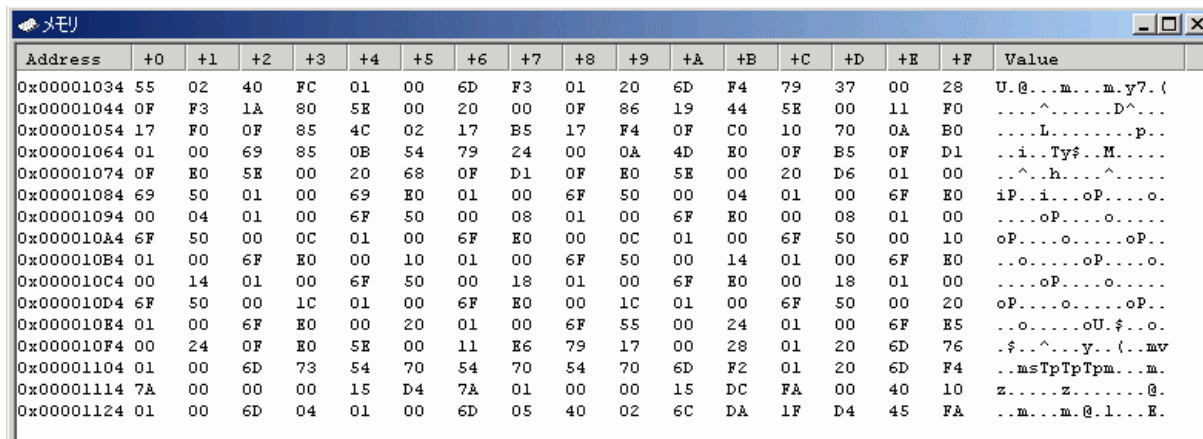 メモリ
Address +0 +1 +2 +3 +4 +5 +6 +7 +8 +9 +A +B +C +D +E +F Value
0x00001034 55 02 40 FC 01 00 6D F3 01 20 6D F4 79 37 00 28 U.@...m...m.y7.(
0x00001044 0F F3 1A 80 5E 00 20 00 0F 86 19 44 5E 00 11 F0 ....^......D^...
0x00001054 17 F0 0F 85 4C 02 17 B5 17 F4 0F C0 10 70 0A B0 ....L........p..
0x00001064 01 00 69 85 0B 54 79 24 00 0A 4D E0 0F B5 0F D1 ..i..Ty$..M.....
0x00001074 0F E0 5E 00 20 68 0F D1 0F E0 5E 00 20 D6 01 00 ..^..h....^.....
0x00001084 69 50 01 00 69 E0 01 00 6F 50 00 04 01 00 6F E0 iP..i...oP....o.
0x00001094 00 04 01 00 6F 50 00 08 01 00 6F E0 00 08 01 00 ....oP....o.....
0x000010A4 6F 50 00 0C 01 00 6F E0 00 0C 01 00 6F 50 00 10 oP....o.....oP..
0x000010B4 01 00 6F E0 00 10 01 00 6F 50 00 14 01 00 6F E0 ..o.....oP....o.
0x000010C4 00 14 01 00 6F 50 00 18 01 00 6F E0 00 18 01 00 ....oP....o.....
0x000010D4 6F 50 00 1C 01 00 6F E0 00 1C 01 00 6F 50 00 20 oP....o.....oP..
0x000010E4 01 00 6F E0 00 20 01 00 6F 55 00 24 01 00 6F E5 ..o.....oU.$..o.
0x000010F4 00 24 0F E0 5E 00 11 E6 79 17 00 28 01 20 6D 76 .$..^...y..(..mv
0x00001104 01 00 6D 73 54 70 54 70 54 70 6D F2 01 20 6D F4 ..msTpTpTpm...m.
0x00001114 7A 00 00 00 15 D4 7A 01 00 00 15 DC FA 00 40 10 z.....z.......@.
0x00001124 01 00 6D 04 01 00 6D 05 40 02 6C DA 1F D4 45 FA ..m...m.@.l...E.